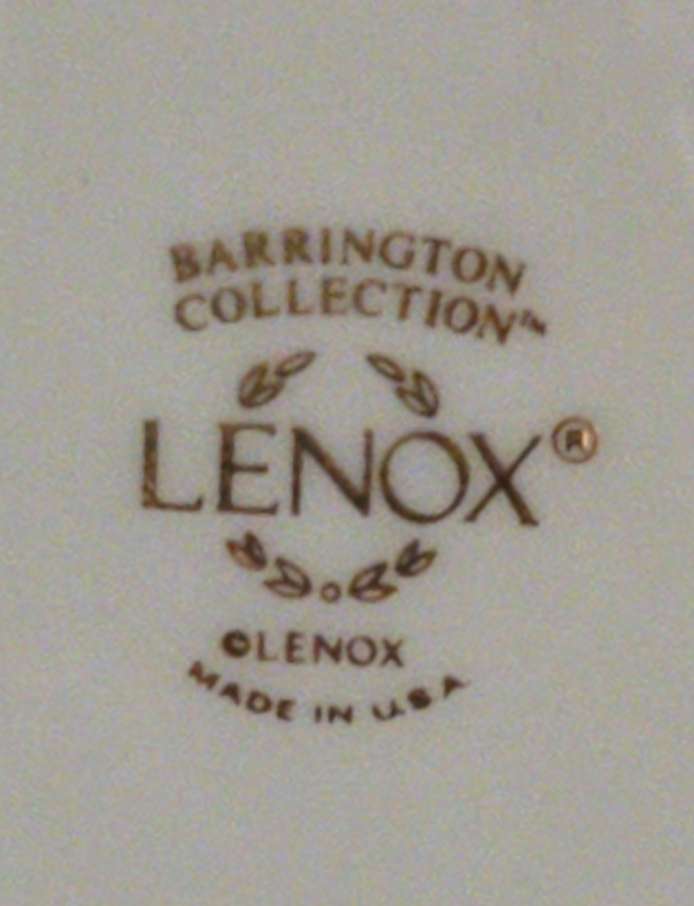 BARRINGTON
COLLECTION™
LENOX®
©LENOX
MADE IN U.S.A